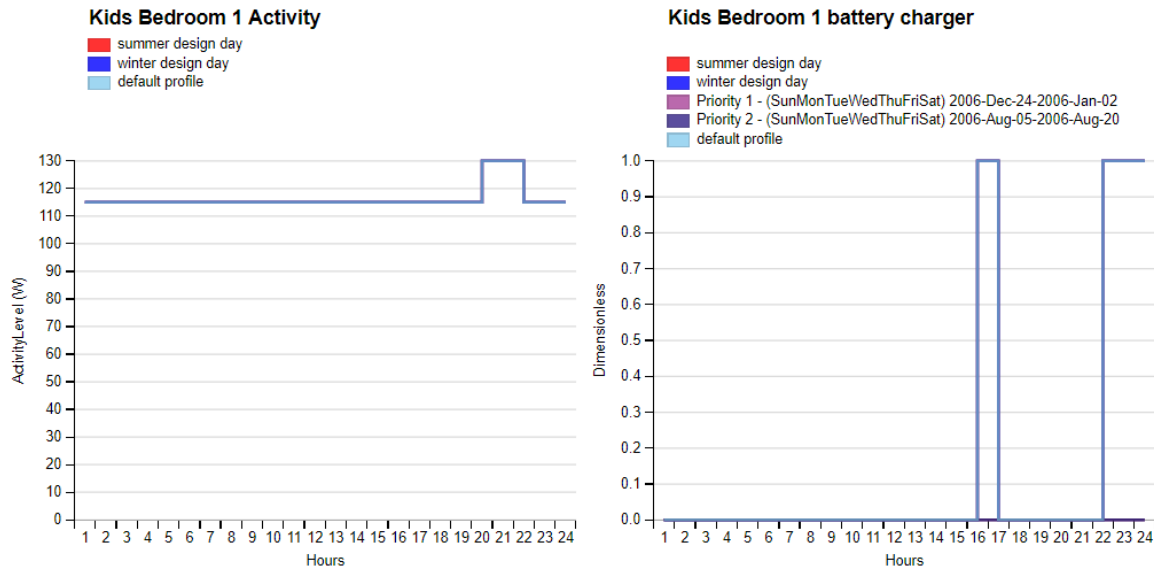 Kids Bedroom 1 Activity
summer design day
winter design day
default profile
130
120
110
100
90
80
70
60
50
40
30
20
10
0
ActivityLevel (W)
1 2 3 4 5 6 7 8 9 10 11 12 13 14 15 16 17 18 19 20 21 22 23 24
Hours
Kids Bedroom 1 battery charger
summer design day
winter design day
Priority 1 - (SunMonTueWedThuFriSat) 2006-Dec-24-2006-Jan-02
Priority 2 - (SunMonTueWedThuFriSat) 2006-Aug-05-2006-Aug-20
default profile
1.0
0.9
0.8
0.7
0.6
0.5
0.4
0.3
0.2
0.1
0.0
Dimensionless
1 2 3 4 5 6 7 8 9 10 11 12 13 14 15 16 17 18 19 20 21 22 23 24
Hours